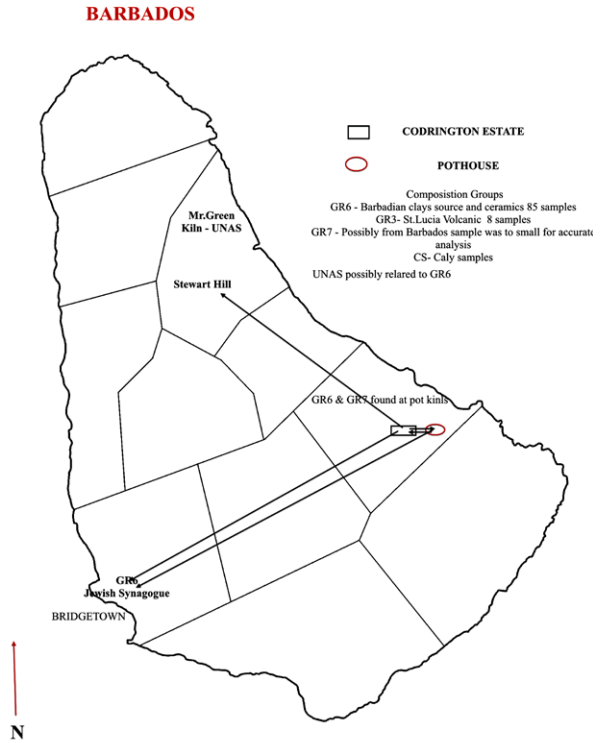 BARBADOS
CODRINGTON ESTATE
POTHOUSE
Composistion Groups
GR6 - Barbadian clays source and ceramics 85 samples
GR3- St.Lucia Volcanic 8 samples
GR7 - Possibly from Barbados sample was to small for accurate
analysis
CS- Caly samples
UNAS possibly relared to GR6
Mr.Green
Kiln - UNAS
Stewart Hill
GR6 & GR7 found at pot kinls
GR6
Jewish Synagogue
BRIDGETOWN
N